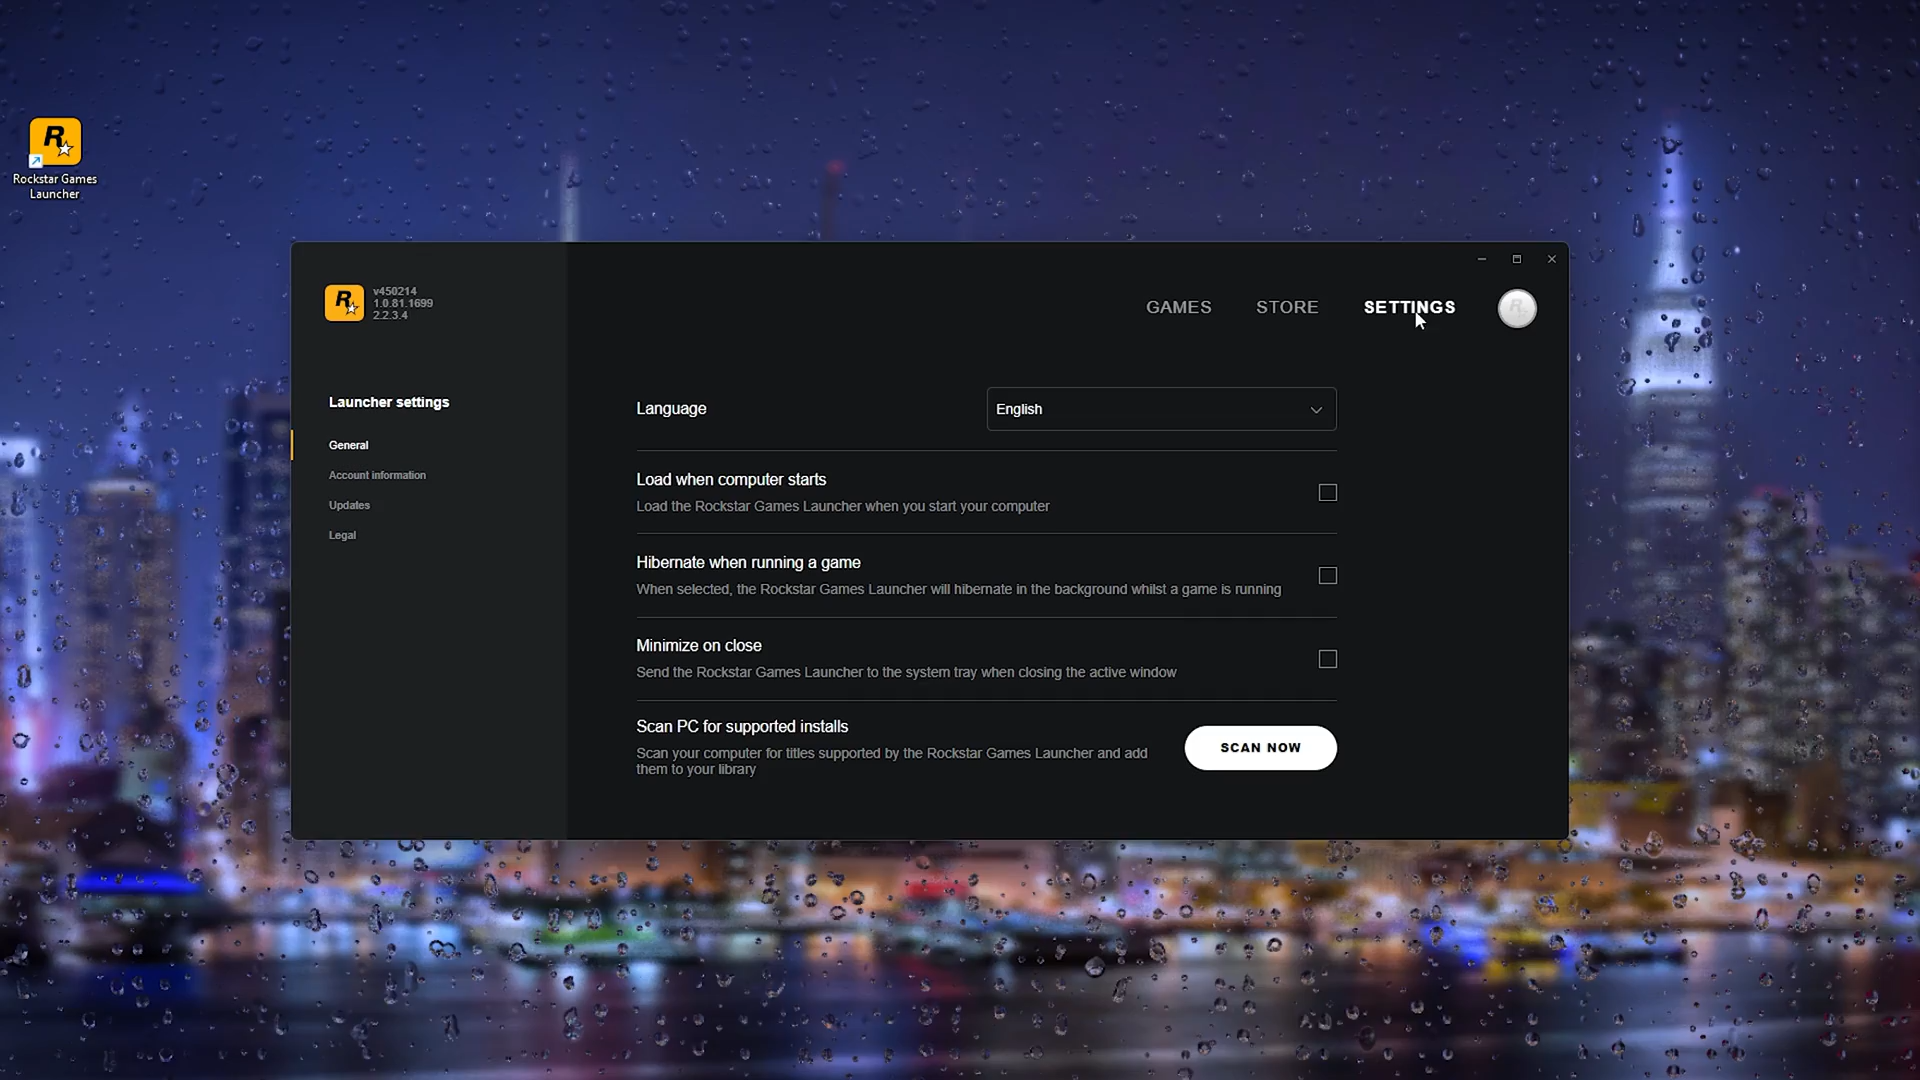 R
Rockstar Games
Launcher
R
v450214
1.0.81.1699
2.2.3.4
GAMES
STORE
SETTINGS
Launcher settings
General
Account information
Updates
Legal
Language
English
Load when computer starts
Load the Rockstar Games Launcher when you start your computer
Hibernate when running a game
When selected, the Rockstar Games Launcher will hibernate in the background whilst a game is running
Minimize on close
Send the Rockstar Games Launcher to the system tray when closing the active window
Scan PC for supported installs
Scan your computer for titles supported by the Rockstar Games Launcher and add
them to your library
SCAN NOW